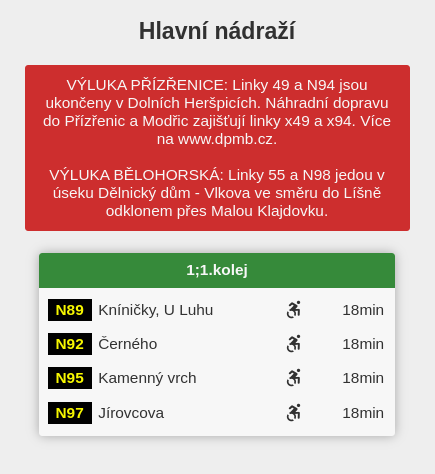 Hlavní nádraží
VÝLUKA PŘÍZŘENICE: Linky 49 a N94 jsou
ukončeny v Dolních Heršpicích. Náhradní dopravu
do Přízřenic a Modřic zajišťují linky x49 a x94. Více
na www.dpmb.cz.
VÝLUKA BĚLOHORSKÁ: Linky 55 a N98 jedou v
úseku Dělnický dům - Vlkova ve směru do Líšně
odklonem přes Malou Klajdovku.
1;1.kolej
N89 Kníničky, U Luhu 18min
N92 Černého 18min
N95 Kamenný vrch 18min
N97 Jírovcova 18min